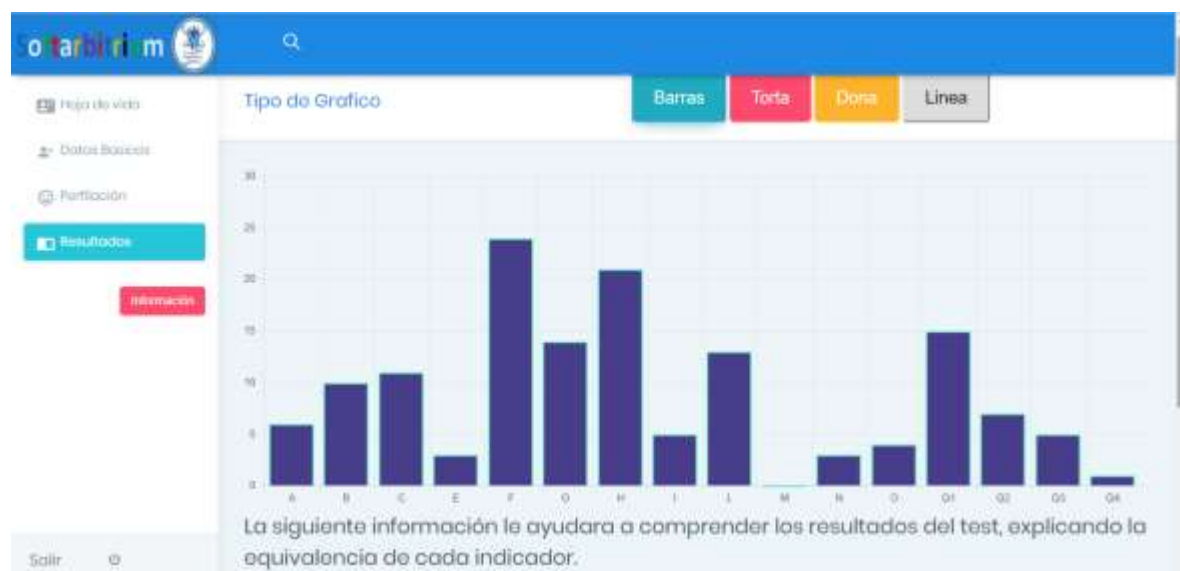 Softarbitrium
Tipo de Grafico
Barras
Torta
Dona
Linea
Hoja de vida
Datos Basicos
Perfilación
Resultados
Información
30
25
20
15
10
5
0
A B C E F G H I L M N O Q1 Q2 Q3 Q4
La siguiente información le ayudara a comprender los resultados del test, explicando la
equivalencia de cada indicador.
Salir